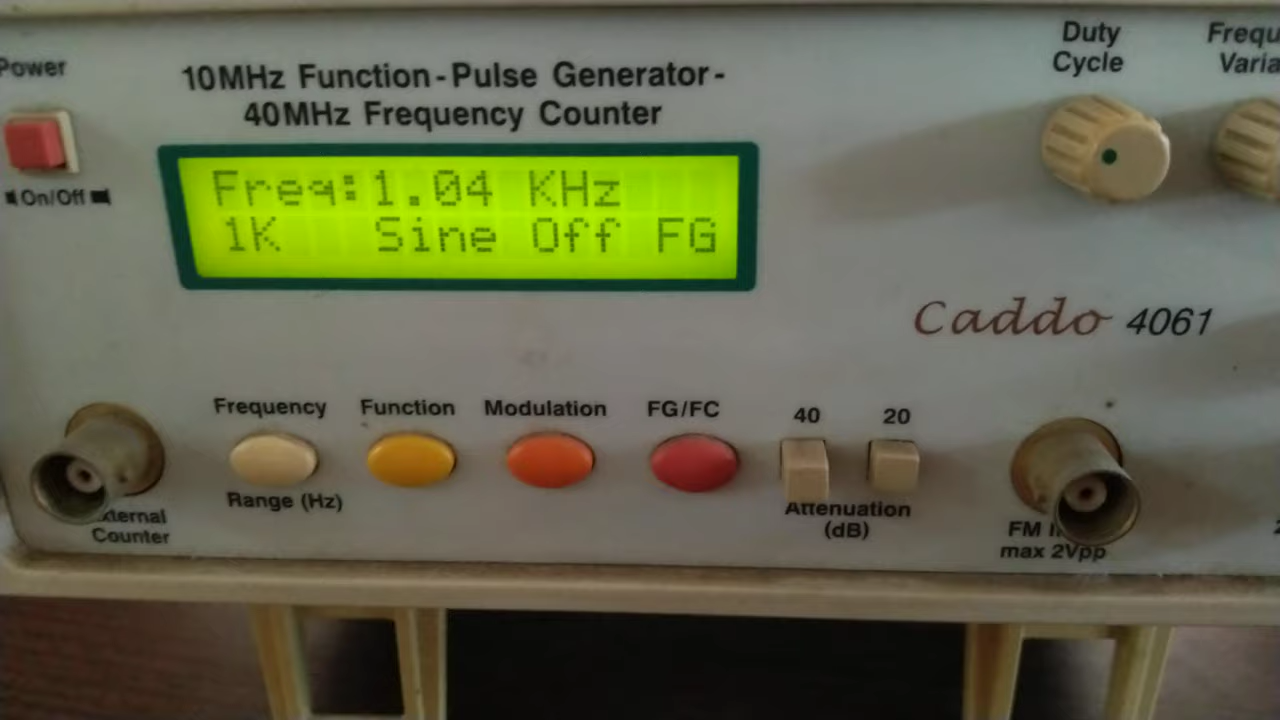 Power
On/Off
10MHz Function-Pulse Generator-
40MHz Frequency Counter
Freq:1.04 KHz
1K Sine Off FG
Duty
Cycle
Caddo 4061
Frequency
Range (Hz)
Function
Modulation
FG/FC
40
20
Attenuation
(dB)
Counter
FM
max 2Vpp